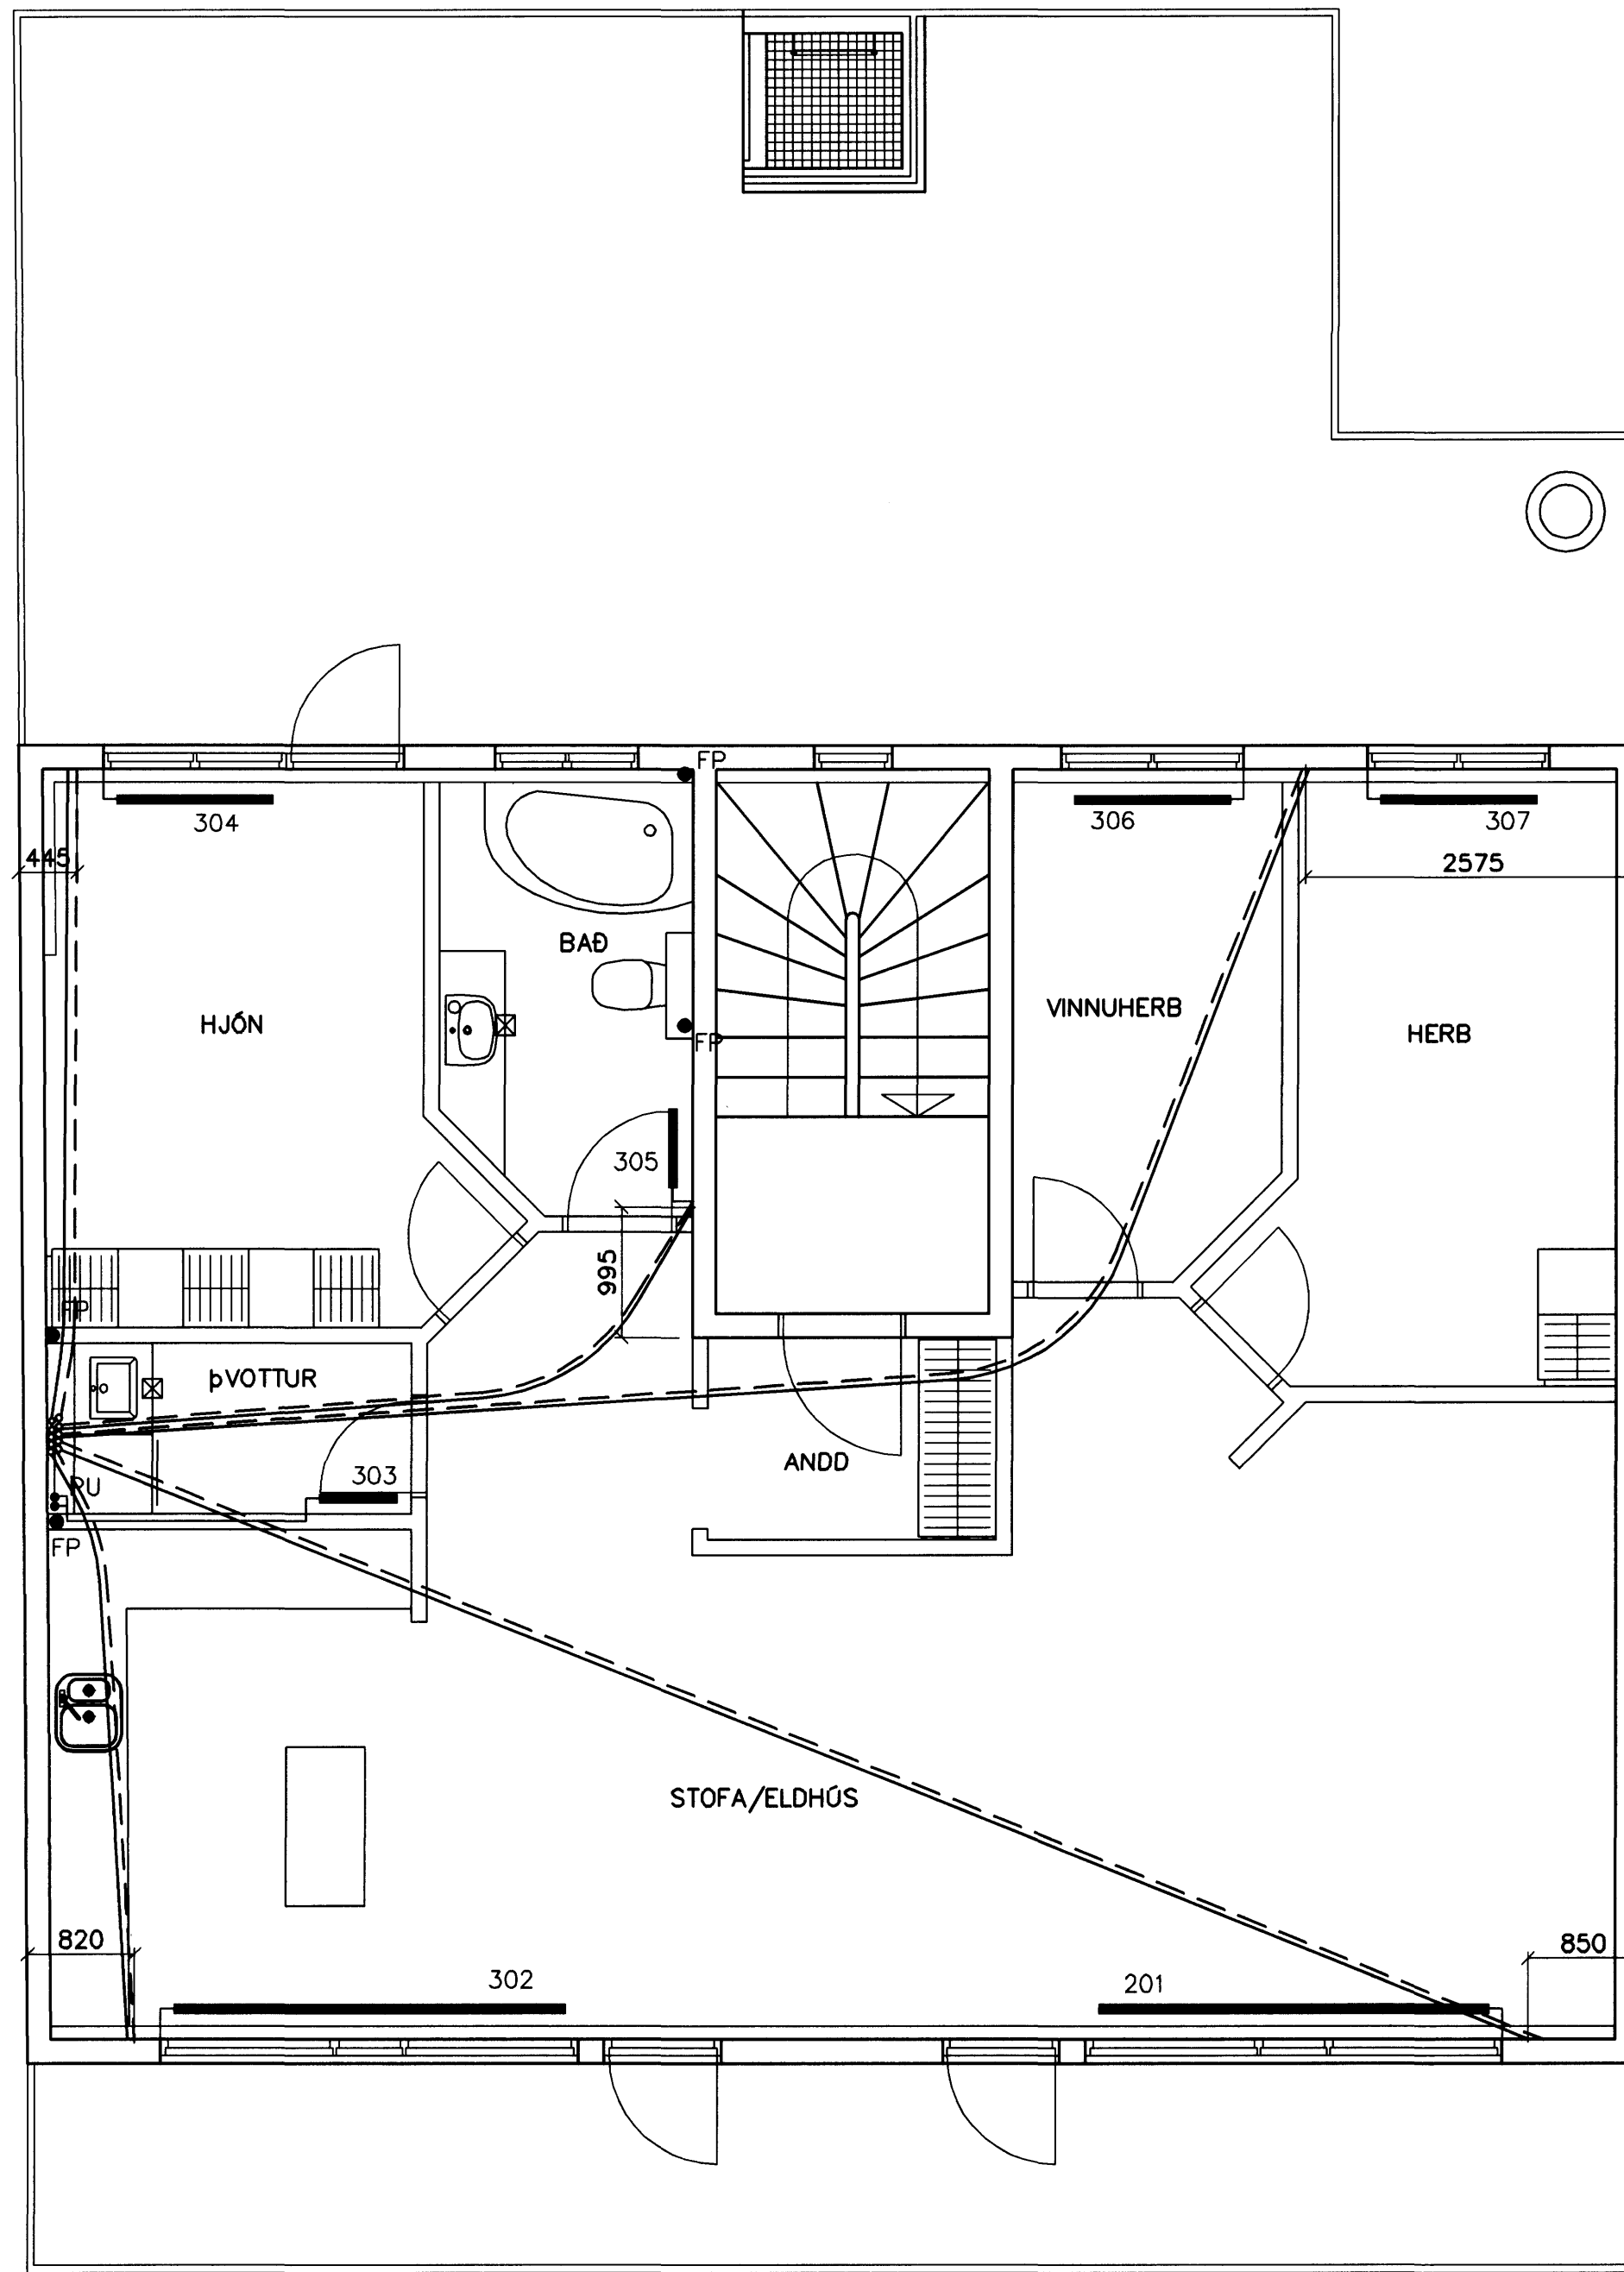 FP
304
306
307
445
2575
BAÐ
VINNUHERB
HJÓN
HERB
FP
305
995
FP
ÞVOTTUR
ANDD
303
PU
FP
STOFA/ELDHÚS
820
850
302
201